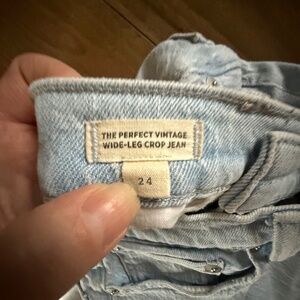 THE PERFECT VINTAGE
WIDE-LEG CROP JEAN
24